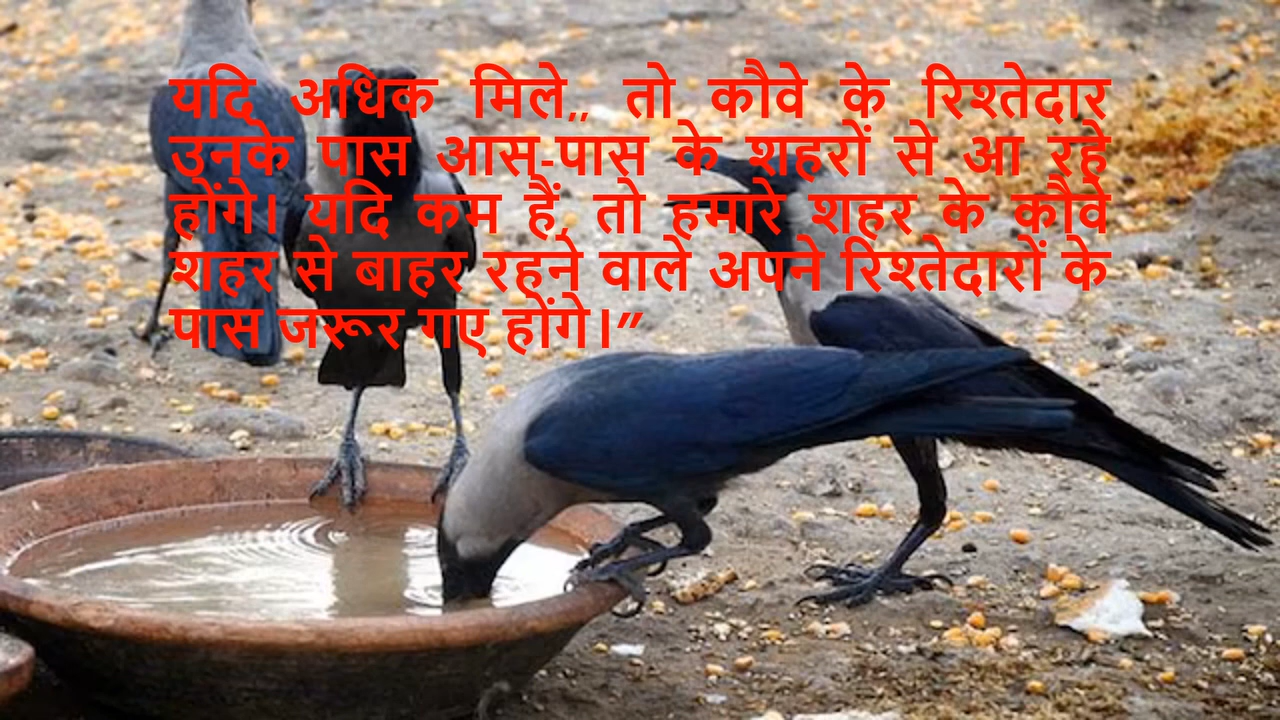 यदि अधिक मिले,, तो कौवे के रिश्तेदार
उनके पास आस-पास के शहरों से आ रहे
होंगे। यदि कम हैं, तो हमारे शहर के कौवे
शहर से बाहर रहने वाले अपने रिश्तेदारों के
पास जरूर गए होंगे।”